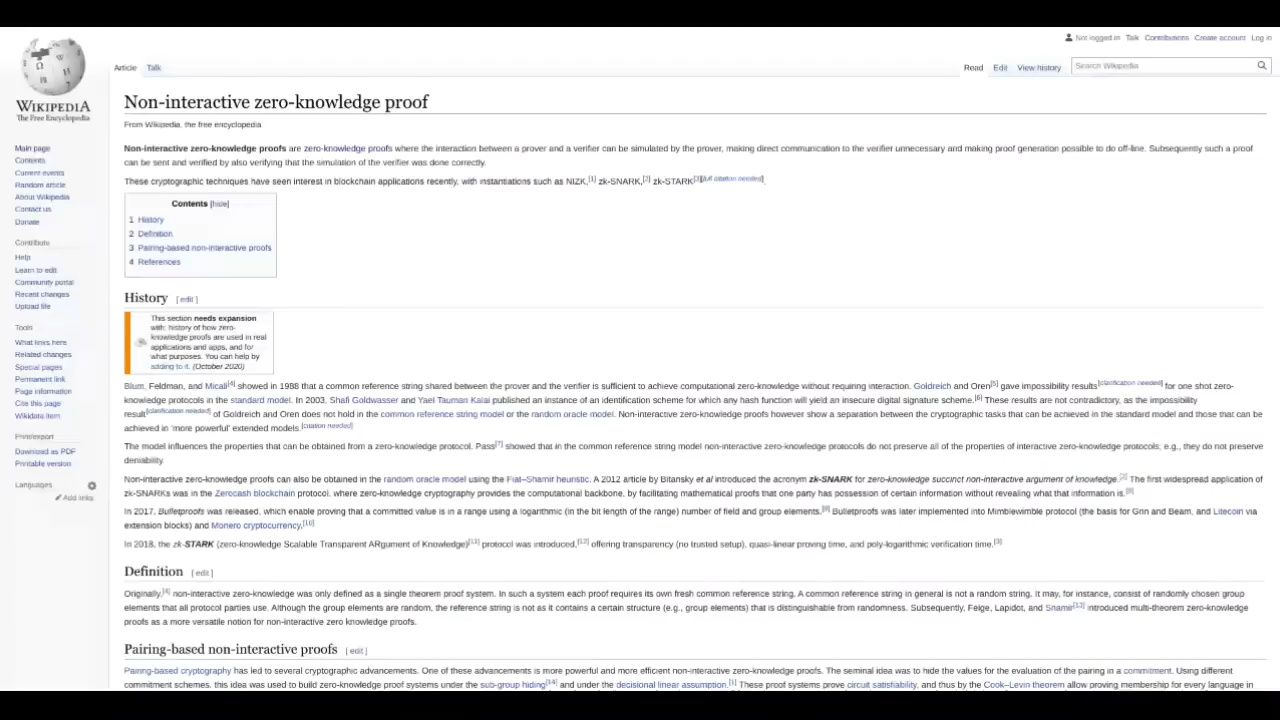 Not logged in Talk Contributions Create account Log in
Article Talk
Read Edit View history Search Wikipedia
WIKIPEDIA
The Free Encyclopedia
Main page
Contents
Current events
Random article
About Wikipedia
Contact us
Donate
Contribute
Help
Learn to edit
Community portal
Recent changes
Upload file
Tools
What links here
Related changes
Special pages
Permanent link
Page information
Cite this page
Wikidata item
Print/export
Download as PDF
Printable version
Languages
Add links
Non-interactive zero-knowledge proof
From Wikipedia, the free encyclopedia
Non-interactive zero-knowledge proofs are zero-knowledge proofs where the interaction between a prover and a verifier can be simulated by the prover, making direct communication to the verifier unnecessary and making proof generation possible to do off-line. Subsequently such a proof
can be sent and verified by also verifying that the simulation of the verifier was done correctly.
These cryptographic techniques have seen interest in blockchain applications recently, with instantiations such as NIZK,[1] zk-SNARK,[2] zk-STARK[3][full citation needed].
Contents [hide]
1 History
2 Definition
3 Pairing-based non-interactive proofs
4 References
History [ edit ]
This section needs expansion
with: history of how zero-
knowledge proofs are used in real
applications and apps, and for
what purposes. You can help by
adding to it. (October 2020)
Blum, Feldman, and Micali[4] showed in 1988 that a common reference string shared between the prover and the verifier is sufficient to achieve computational zero-knowledge without requiring interaction. Goldreich and Oren[5] gave impossibility results[clarification needed] for one shot zero-
knowledge protocols in the standard model. In 2003, Shafi Goldwasser and Yael Tauman Kalai published an instance of an identification scheme for which any hash function will yield an insecure digital signature scheme.[6] These results are not contradictory, as the impossibility
result[clarification needed] of Goldreich and Oren does not hold in the common reference string model or the random oracle model. Non-interactive zero-knowledge proofs however show a separation between the cryptographic tasks that can be achieved in the standard model and those that can be
achieved in 'more powerful' extended models.[citation needed]
The model influences the properties that can be obtained from a zero-knowledge protocol. Pass[7] showed that in the common reference string model non-interactive zero-knowledge protocols do not preserve all of the properties of interactive zero-knowledge protocols; e.g., they do not preserve
deniability.
Non-interactive zero-knowledge proofs can also be obtained in the random oracle model using the Fiat–Shamir heuristic. A 2012 article by Bitansky et al introduced the acronym zk-SNARK for zero-knowledge succinct non-interactive argument of knowledge.[2] The first widespread application of
zk-SNARKs was in the Zerocash blockchain protocol, where zero-knowledge cryptography provides the computational backbone, by facilitating mathematical proofs that one party has possession of certain information without revealing what that information is.[8]
In 2017, Bulletproofs was released, which enable proving that a committed value is in a range using a logarithmic (in the bit length of the range) number of field and group elements.[9] Bulletproofs was later implemented into Mimblewimble protocol (the basis for Grin and Beam, and Litecoin via
extension blocks) and Monero cryptocurrency.[10]
In 2018, the zk-STARK (zero-knowledge Scalable Transparent ARgument of Knowledge)[11] protocol was introduced,[12] offering transparency (no trusted setup), quasi-linear proving time, and poly-logarithmic verification time.[3]
Definition [ edit ]
Originally,[4] non-interactive zero-knowledge was only defined as a single theorem proof system. In such a system each proof requires its own fresh common reference string. A common reference string in general is not a random string. It may, for instance, consist of randomly chosen group
elements that all protocol parties use. Although the group elements are random, the reference string is not as it contains a certain structure (e.g., group elements) that is distinguishable from randomness. Subsequently, Feige, Lapidot, and Shamir[13] introduced multi-theorem zero-knowledge
proofs as a more versatile notion for non-interactive zero knowledge proofs.
Pairing-based non-interactive proofs [ edit ]
Pairing-based cryptography has led to several cryptographic advancements. One of these advancements is more powerful and more efficient non-interactive zero-knowledge proofs. The seminal idea was to hide the values for the evaluation of the pairing in a commitment. Using different
commitment schemes, this idea was used to build zero-knowledge proof systems under the sub-group hiding[14] and under the decisional linear assumption.[1] These proof systems prove circuit satisfiability, and thus by the Cook–Levin theorem allow proving membership for every language in